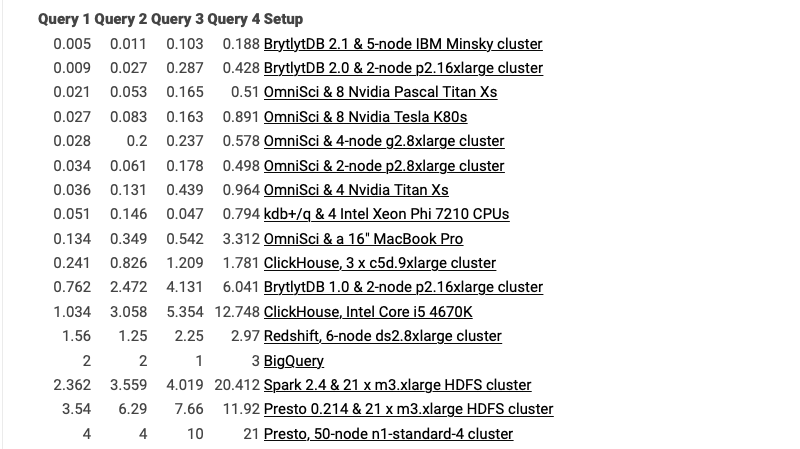 Query 1 Query 2 Query 3 Query 4 Setup
0.005 0.011 0.103 0.188 BrytlytDB 2.1 & 5-node IBM Minsky cluster
0.009 0.027 0.287 0.428 BrytlytDB 2.0 & 2-node p2.16xlarge cluster
0.021 0.053 0.165 0.51 OmniSci & 8 Nvidia Pascal Titan Xs
0.027 0.083 0.163 0.891 OmniSci & 8 Nvidia Tesla K80s
0.028 0.2 0.237 0.578 OmniSci & 4-node g2.8xlarge cluster
0.034 0.061 0.178 0.498 OmniSci & 2-node p2.8xlarge cluster
0.036 0.131 0.439 0.964 OmniSci & 4 Nvidia Titan Xs
0.051 0.146 0.047 0.794 kdb+/q & 4 Intel Xeon Phi 7210 CPUs
0.134 0.349 0.542 3.312 OmniSci & a 16" MacBook Pro
0.241 0.826 1.209 1.781 ClickHouse, 3 x c5d.9xlarge cluster
0.762 2.472 4.131 6.041 BrytlytDB 1.0 & 2-node p2.16xlarge cluster
1.034 3.058 5.354 12.748 ClickHouse, Intel Core i5 4670K
1.56 1.25 2.25 2.97 Redshift, 6-node ds2.8xlarge cluster
2 2 1 3 BigQuery
2.362 3.559 4.019 20.412 Spark 2.4 & 21 x m3.xlarge HDFS cluster
3.54 6.29 7.66 11.92 Presto 0.214 & 21 x m3.xlarge HDFS cluster
4 4 10 21 Presto, 50-node n1-standard-4 cluster